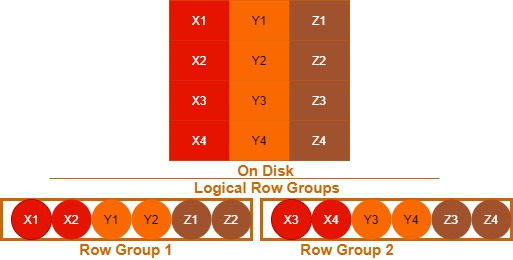 X1 Y1 Z1
X2 Y2 Z2
X3 Y3 Z3
X4 Y4 Z4
On Disk
Logical Row Groups
X1 X2 Y1 Y2 Z1 Z2 X3 X4 Y3 Y4 Z3 Z4
Row Group 1 Row Group 2